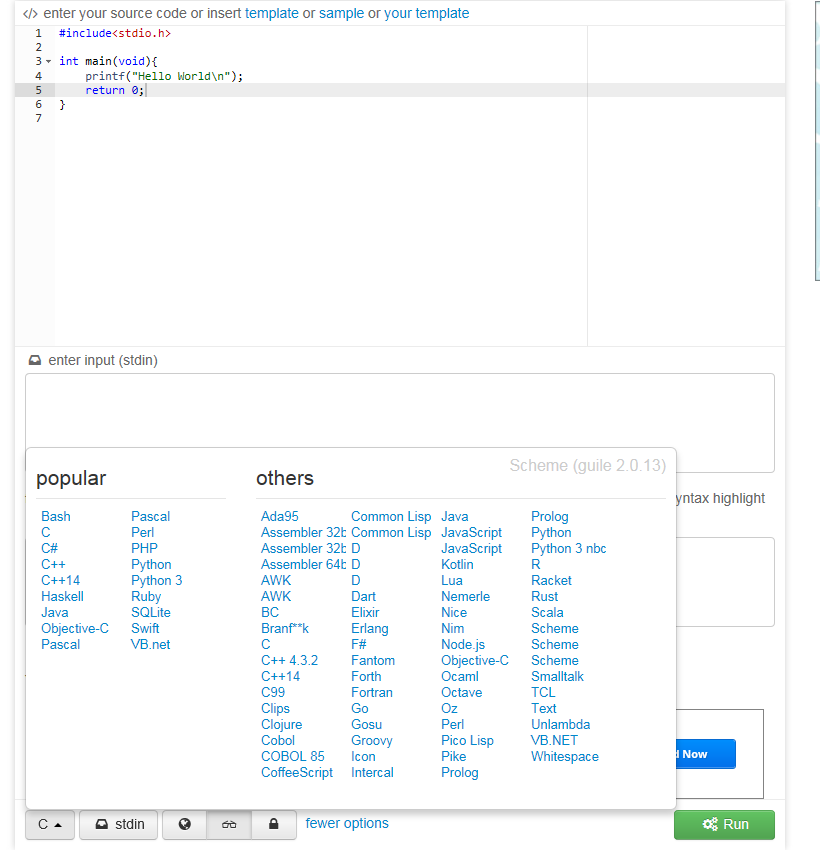 </> enter your source code or insert template or sample or your template
1 #include<stdio.h>
2
3 int main(void){
4 printf("Hello World\n");
5 return 0;
6 }
7
enter input (stdin)
yntax highlight
Scheme (guile 2.0.13)
popular
Bash
C
C#
C++
C++14
Haskell
Java
Objective-C
Pascal
Pascal
Perl
PHP
Python
Python 3
Ruby
SQLite
Swift
VB.net
others
Ada95
Assembler 32b
Assembler 32b
Assembler 64b
AWK
AWK
BC
Branf**k
C
C++ 4.3.2
C++14
C99
Clips
Clojure
Cobol
COBOL 85
CoffeeScript
Common Lisp
Common Lisp
D
D
D
Dart
Elixir
Erlang
F#
Fantom
Forth
Fortran
Go
Gosu
Groovy
Icon
Intercal
Java
JavaScript
JavaScript
Kotlin
Lua
Nemerle
Nice
Nim
Node.js
Objective-C
Ocaml
Octave
Oz
Perl
Pico Lisp
Pike
Prolog
Prolog
Python
Python 3 nbc
R
Racket
Rust
Scala
Scheme
Scheme
Scheme
Smalltalk
TCL
Text
Unlambda
VB.NET
Whitespace
d Now
C stdin fewer options Run